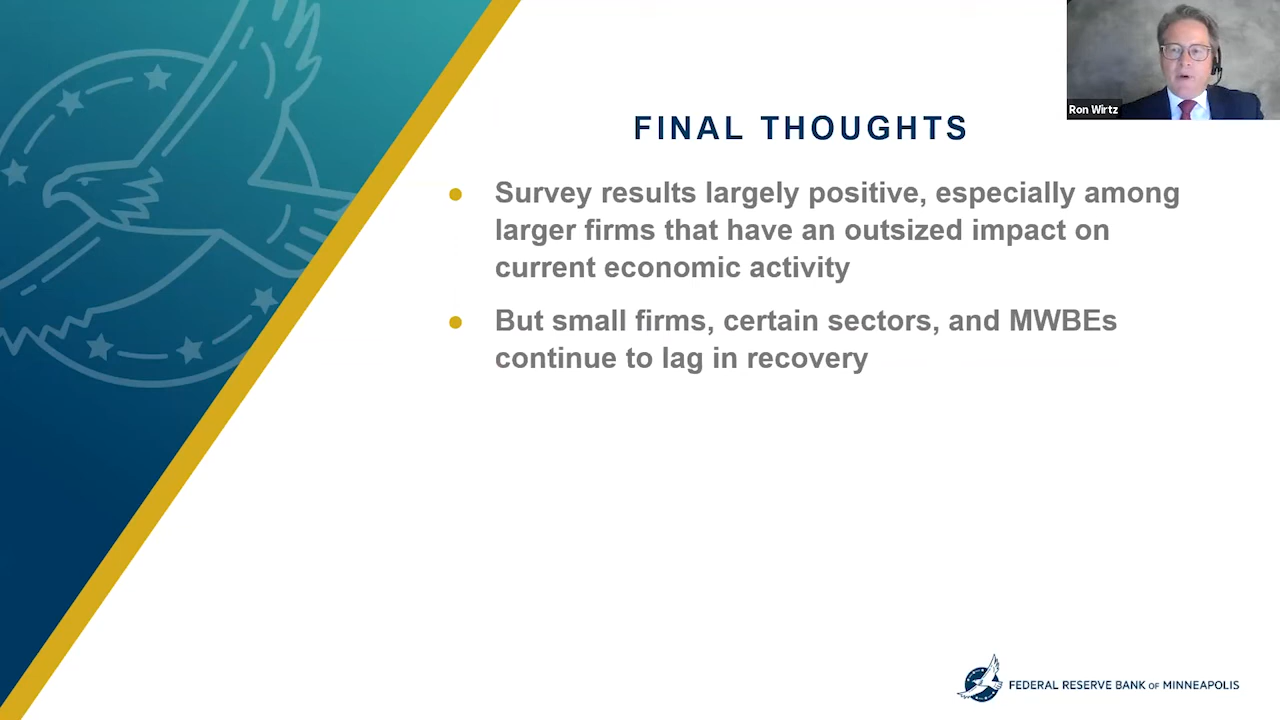 Ron Wirtz
FINAL THOUGHTS
● Survey results largely positive, especially among
larger firms that have an outsized impact on
current economic activity
● But small firms, certain sectors, and MWBEs
continue to lag in recovery
FEDERAL RESERVE BANK OF MINNEAPOLIS